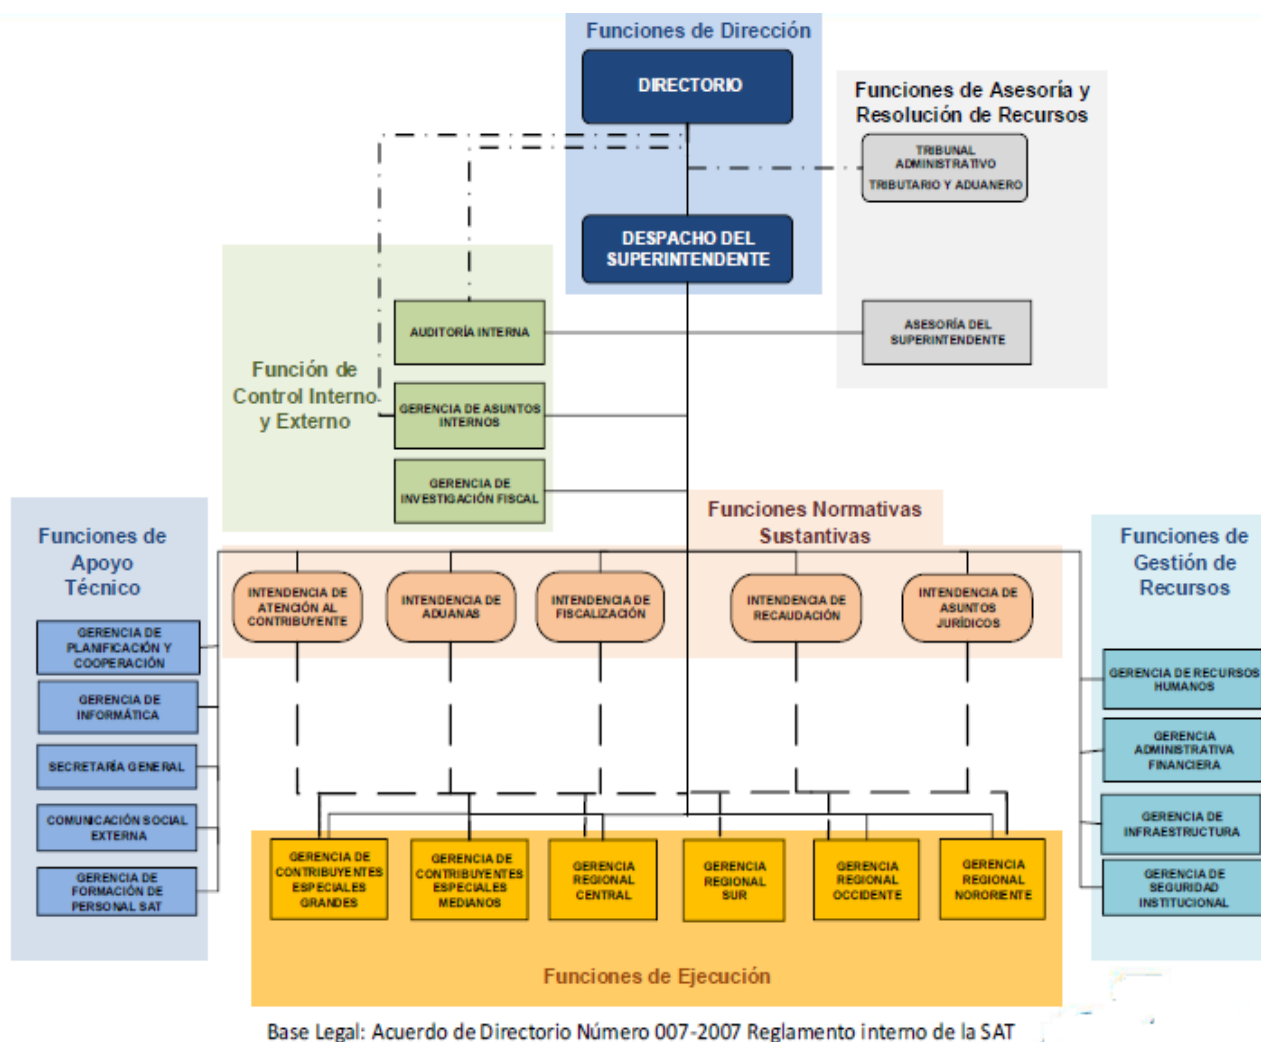 Funciones de Dirección
DIRECTORIO
Funciones de Asesoría y
Resolución de Recursos
TRIBUNAL
ADMINISTRATIVO
TRIBUTARIO Y ADUANERO
DESPACHO DEL
SUPERINTENDENTE
AUDITORÍA INTERNA
ASESORÍA DEL
SUPERINTENDENTE
Función de
Control Interno
y Externo
GERENCIA DE ASUNTOS
INTERNOS
GERENCIA DE
INVESTIGACIÓN FISCAL
Funciones Normativas
Sustantivas
Funciones de
Apoyo
Técnico
Funciones de
Gestión de
Recursos
INTENDENCIA DE
ATENCIÓN AL
CONTRIBUYENTE
INTENDENCIA DE
ADUANAS
INTENDENCIA DE
FISCALIZACIÓN
INTENDENCIA DE
RECAUDACIÓN
INTENDENCIA DE
ASUNTOS
JURÍDICOS
GERENCIA DE
PLANIFICACIÓN Y
COOPERACIÓN
GERENCIA DE
INFORMÁTICA
SECRETARÍA GENERAL
COMUNICACIÓN SOCIAL
EXTERNA
GERENCIA DE
FORMACIÓN DE
PERSONAL SAT
GERENCIA DE RECURSOS
HUMANOS
GERENCIA
ADMINISTRATIVA
FINANCIERA
GERENCIA DE
INFRAESTRUCTURA
GERENCIA DE
SEGURIDAD
INSTITUCIONAL
GERENCIA DE
CONTRIBUYENTES
ESPECIALES
GRANDES
GERENCIA DE
CONTRIBUYENTES
ESPECIALES
MEDIANOS
GERENCIA
REGIONAL
CENTRAL
GERENCIA
REGIONAL
SUR
GERENCIA
REGIONAL
OCCIDENTE
GERENCIA
REGIONAL
NORORIENTE
Funciones de Ejecución
Base Legal: Acuerdo de Directorio Número 007-2007 Reglamento interno de la SAT